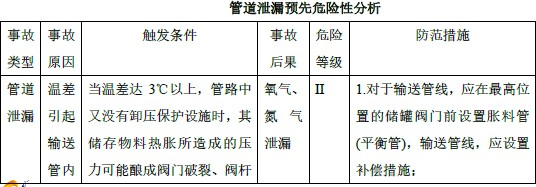 管道泄漏预先危险性分析
事故 事故 触发条件 事故 危险 防范措施
类型 原因 后果 等级
管道 温差 当温差达 3℃以上，管路中 氧气、 II 1.对于输送管线，应在最高位
泄漏 引起 又没有卸压保护设施时，其 氮 气 置的储罐阀门前设置胀料管
输送 储存物料热胀所造成的压 泄漏 (平衡管)，输送管线，应设置
管内 力可能酿成阀门破裂、阀杆 补偿措施；